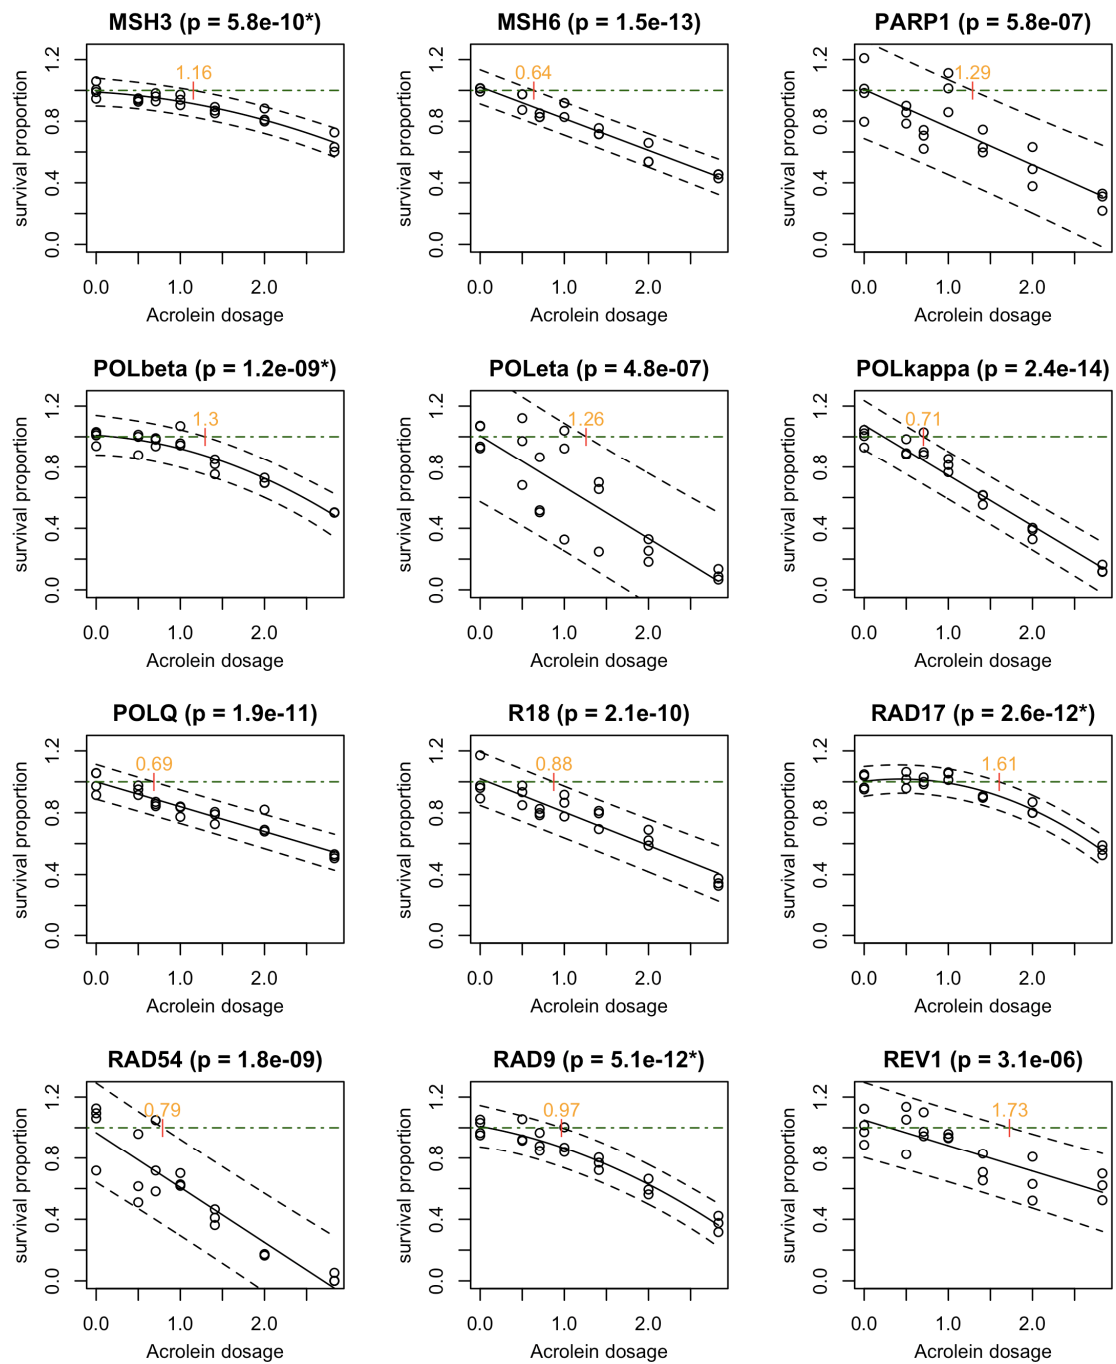 MSH3 (p = 5.8e-10*)
MSH6 (p = 1.5e-13)
PARP1 (p = 5.8e-07)
survival proportion
0.0 0.4 0.8 1.2
1.16
0.0 1.0 2.0
Acrolein dosage
survival proportion
0.0 0.4 0.8 1.2
0.64
0.0 1.0 2.0
Acrolein dosage
survival proportion
0.0 0.4 0.8 1.2
1.29
0.0 1.0 2.0
Acrolein dosage
POLbeta (p = 1.2e-09*)
POLeta (p = 4.8e-07)
POLkappa (p = 2.4e-14)
survival proportion
0.0 0.4 0.8 1.2
1.3
0.0 1.0 2.0
Acrolein dosage
survival proportion
0.0 0.4 0.8 1.2
1.26
0.0 1.0 2.0
Acrolein dosage
survival proportion
0.0 0.4 0.8 1.2
0.71
0.0 1.0 2.0
Acrolein dosage
POLQ (p = 1.9e-11)
R18 (p = 2.1e-10)
RAD17 (p = 2.6e-12*)
survival proportion
0.0 0.4 0.8 1.2
0.69
0.0 1.0 2.0
Acrolein dosage
survival proportion
0.0 0.4 0.8 1.2
0.88
0.0 1.0 2.0
Acrolein dosage
survival proportion
0.0 0.4 0.8 1.2
1.61
0.0 1.0 2.0
Acrolein dosage
RAD54 (p = 1.8e-09)
RAD9 (p = 5.1e-12*)
REV1 (p = 3.1e-06)
survival proportion
0.0 0.4 0.8 1.2
0.79
0.0 1.0 2.0
Acrolein dosage
survival proportion
0.0 0.4 0.8 1.2
0.97
0.0 1.0 2.0
Acrolein dosage
survival proportion
0.0 0.4 0.8 1.2
1.73
0.0 1.0 2.0
Acrolein dosage